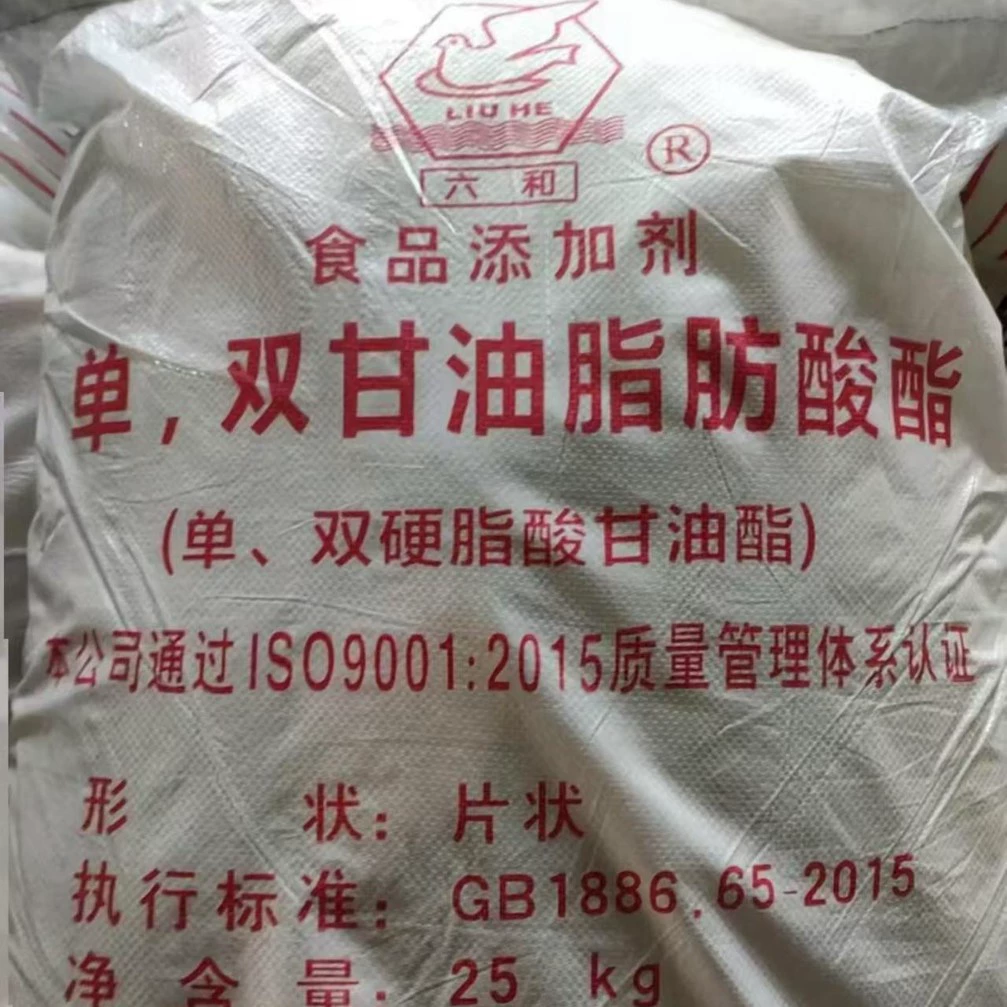 LIU HE
®
六和
食品添加剂
单,双甘油脂肪酸酯
(单、双硬脂酸甘油酯)
本公司通过ISO9001:2015质量管理体系认证
形状: 片状
执行标准: GB1886.65-2015
净含量: 25 kg